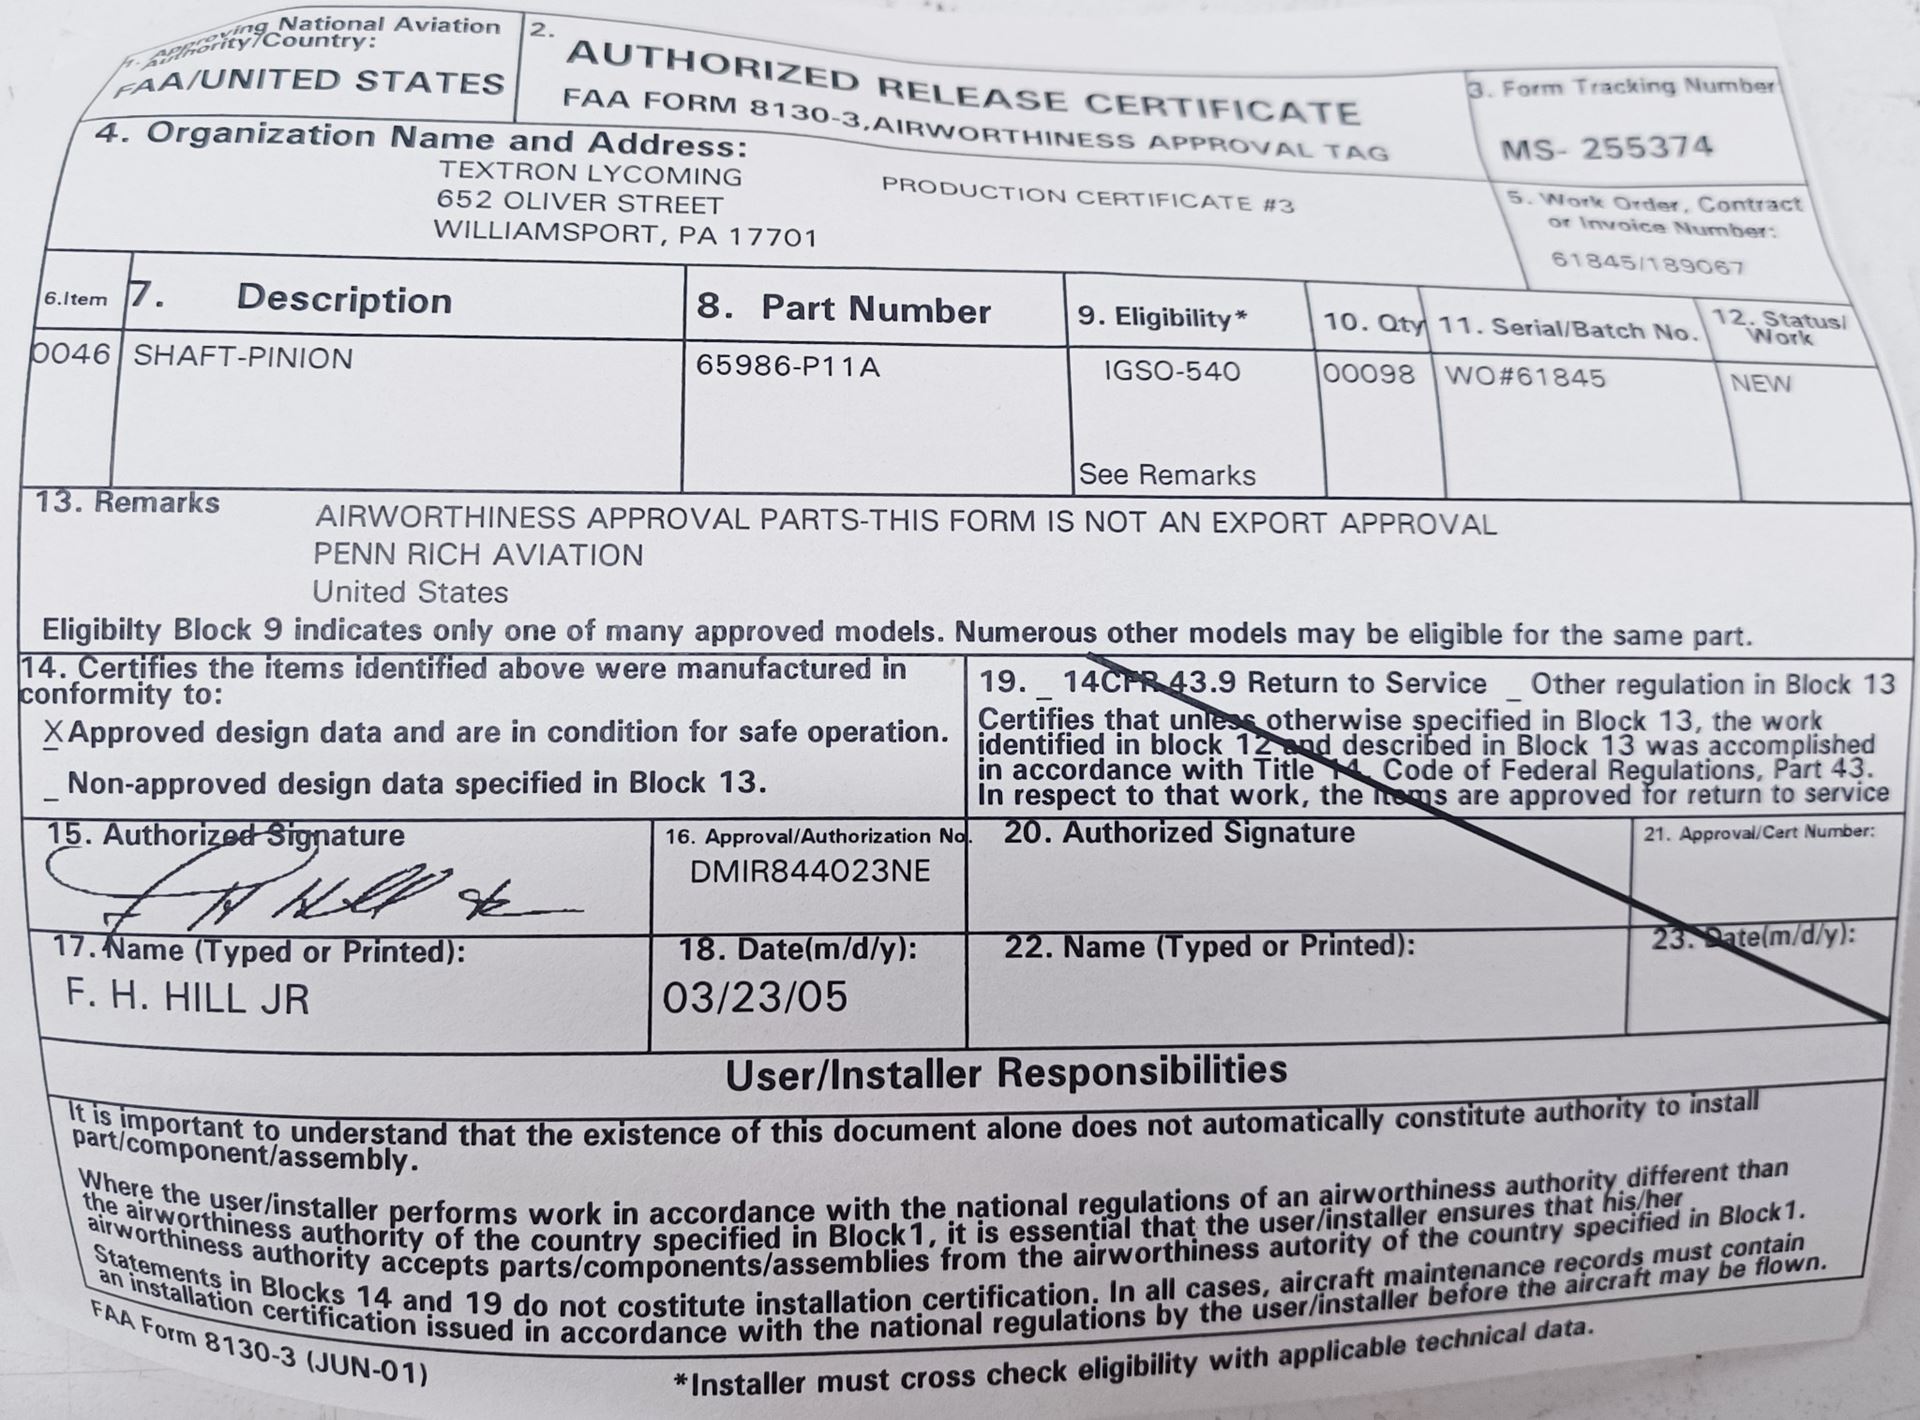 1. Approving National Aviation
Authority/Country:
FAA/UNITED STATES
2.
AUTHORIZED RELEASE CERTIFICATE
FAA FORM 8130-3,AIRWORTHINESS APPROVAL TAG
3. Form Tracking Number
MS- 255374
4. Organization Name and Address:
TEXTRON LYCOMING
652 OLIVER STREET
WILLIAMSPORT, PA 17701
PRODUCTION CERTIFICATE #3
5. Work Order, Contract
or Invoice Number:
61845/189067
6.Item
7. Description
8. Part Number
9. Eligibility*
10. Qty
11. Serial/Batch No.
12. Status/
Work
0046
SHAFT-PINION
65986-P11A
IGSO-540
00098
WO#61845
NEW
See Remarks
13. Remarks
AIRWORTHINESS APPROVAL PARTS-THIS FORM IS NOT AN EXPORT APPROVAL
PENN RICH AVIATION
United States
Eligibilty Block 9 indicates only one of many approved models. Numerous other models may be eligible for the same part.
14. Certifies the items identified above were manufactured in
conformity to:
X Approved design data and are in condition for safe operation.
_ Non-approved design data specified in Block 13.
19. _ 14CFR 43.9 Return to Service _ Other regulation in Block 13
Certifies that unless otherwise specified in Block 13, the work
identified in block 12 and described in Block 13 was accomplished
in accordance with Title 14, Code of Federal Regulations, Part 43.
In respect to that work, the items are approved for return to service
15. Authorized Signature
F H Hill Jr
16. Approval/Authorization No.
DMIR844023NE
20. Authorized Signature
21. Approval/Cert Number:
17. Name (Typed or Printed):
F. H. HILL JR
18. Date(m/d/y):
03/23/05
22. Name (Typed or Printed):
23. Date(m/d/y):
User/Installer Responsibilities
It is important to understand that the existence of this document alone does not automatically constitute authority to install
part/component/assembly.
Where the user/installer performs work in accordance with the national regulations of an airworthiness authority different than
the airworthiness authority of the country specified in Block1, it is essential that the user/installer ensures that his/her
airworthiness authority accepts parts/components/assemblies from the airworthiness autority of the country specified in Block1.
Statements in Blocks 14 and 19 do not costitute installation certification. In all cases, aircraft maintenance records must contain
an installation certification issued in accordance with the national regulations by the user/installer before the aircraft may be flown.
FAA Form 8130-3 (JUN-01)
*Installer must cross check eligibility with applicable technical data.